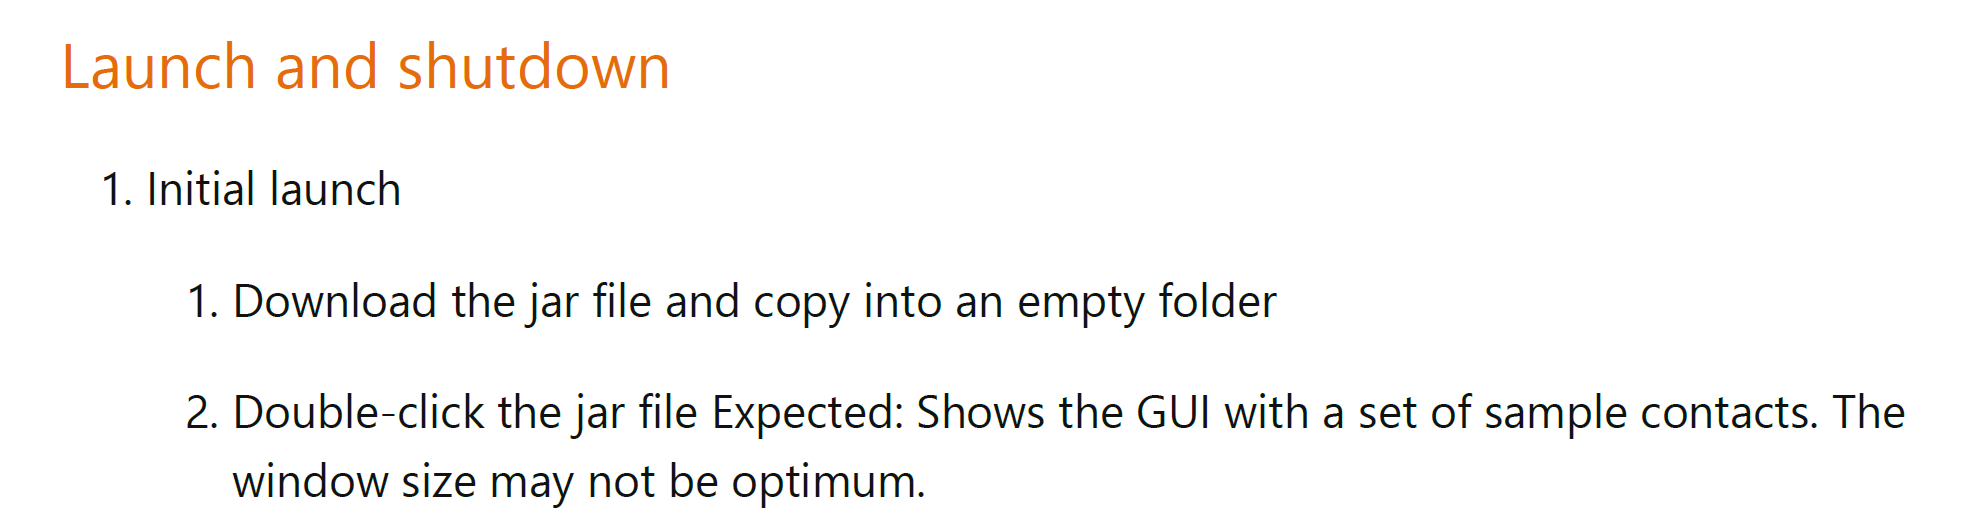 Launch and shutdown
1. Initial launch
1. Download the jar file and copy into an empty folder
2. Double-click the jar file Expected: Shows the GUI with a set of sample contacts. The
window size may not be optimum.